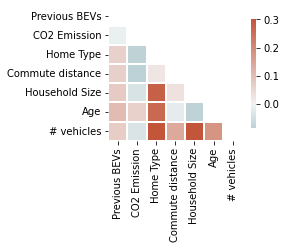 Previous BEVs
CO2 Emission
Home Type
Commute distance
Household Size
Age
# vehicles
Previous BEVs
CO2 Emission
Home Type
Commute distance
Household Size
Age
# vehicles
0.3
0.2
0.1
0.0